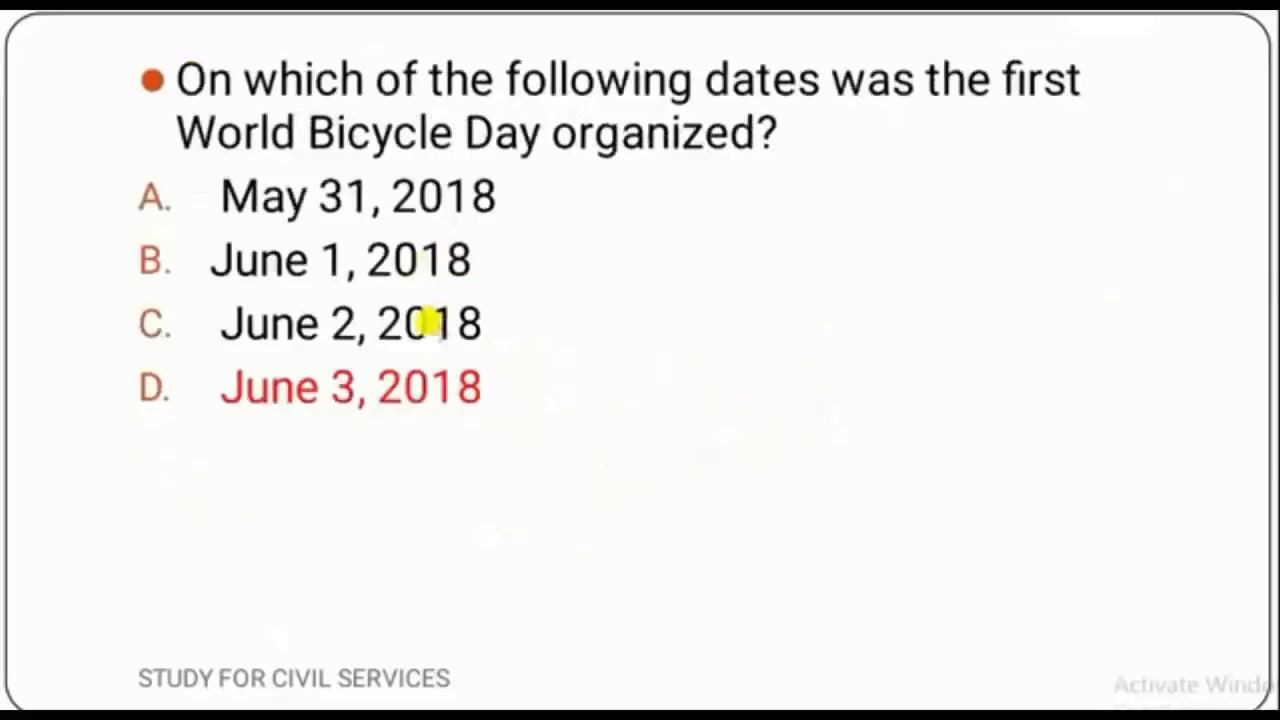 On which of the following dates was the first
World Bicycle Day organized?
A. May 31, 2018
B. June 1, 2018
C. June 2, 2018
D. June 3, 2018
STUDY FOR CIVIL SERVICES
Activate